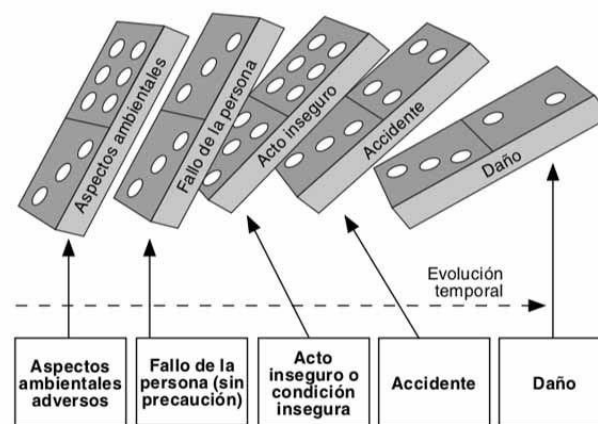 Aspectos ambientales
Fallo de la persona
Acto inseguro
Accidente
Daño
Evolución
temporal
Aspectos
ambientales
adversos
Fallo de la
persona (sin
precaución)
Acto
inseguro o
condición
insegura
Accidente
Daño